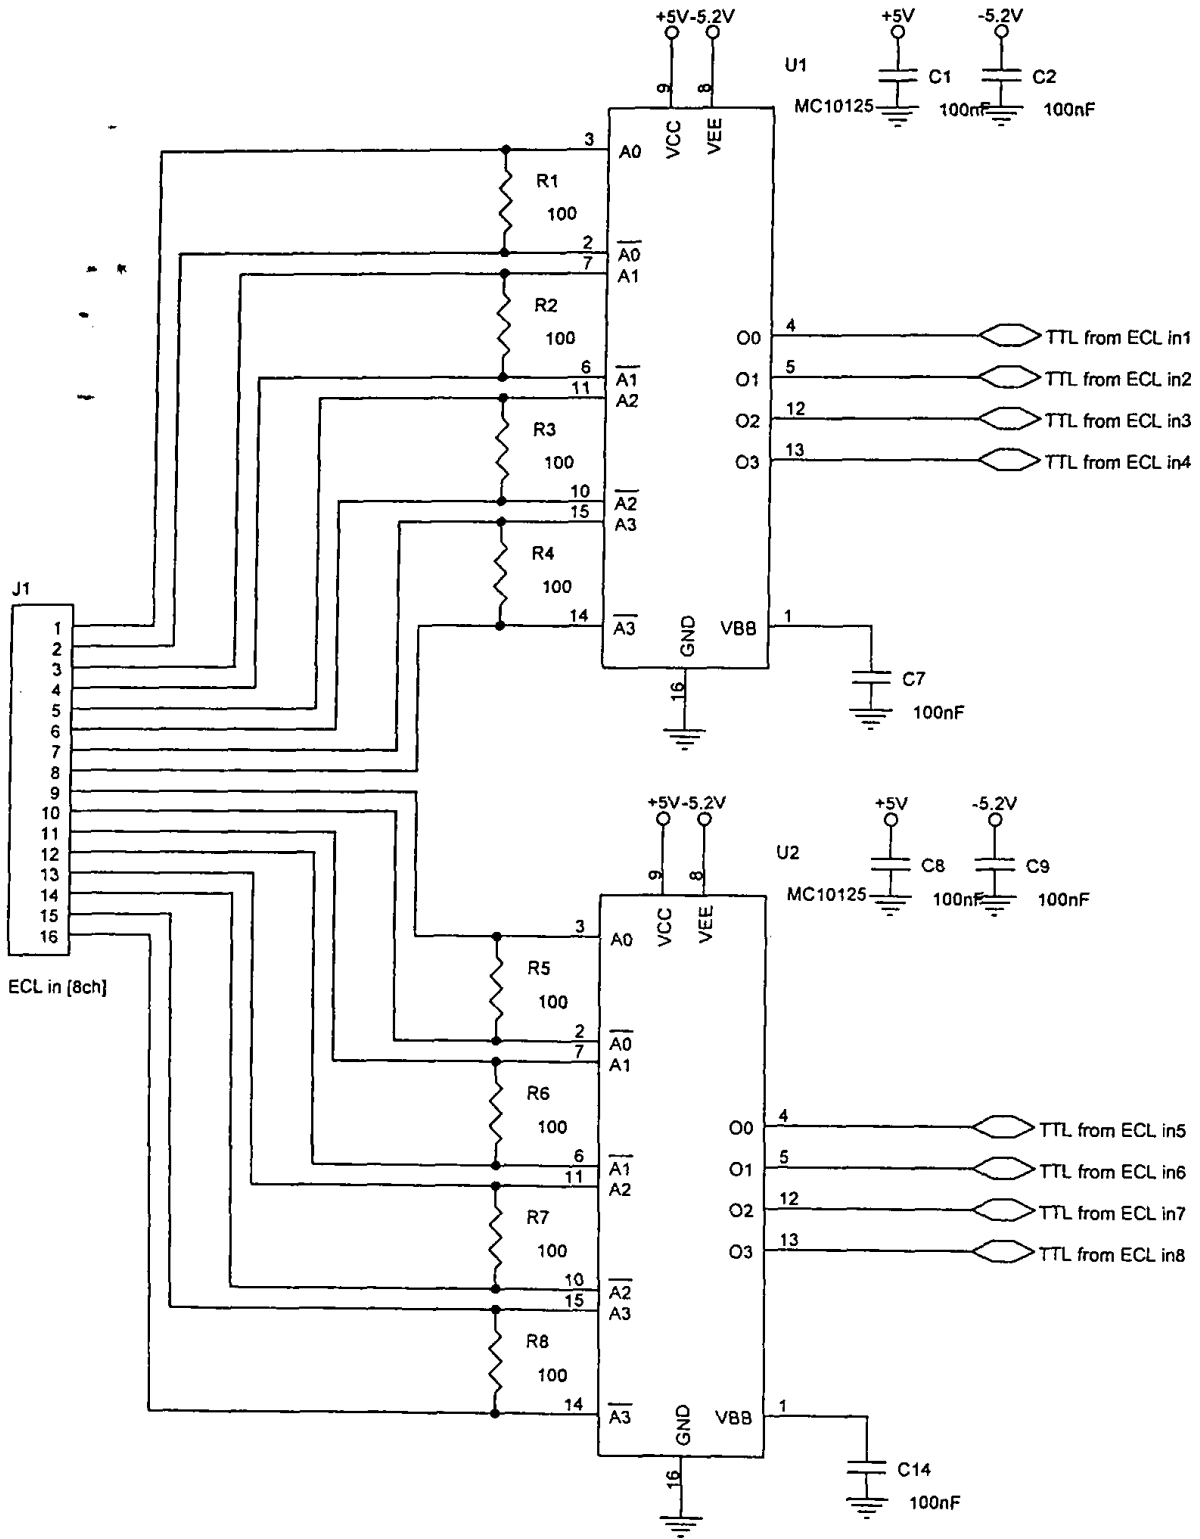 +5V -5.2V
+5V
-5.2V
U1
MC10125
C1
100nF
C2
100nF
9
8
VCC
VEE
3
A0
R1
100
2
A0
7
A1
R2
100
6
A1
11
A2
R3
100
10
A2
15
A3
R4
100
14
A3
O0
4
TTL from ECL in1
O1
5
TTL from ECL in2
O2
12
TTL from ECL in3
O3
13
TTL from ECL in4
VBB
1
GND
16
C7
100nF
J1
1
2
3
4
5
6
7
8
9
10
11
12
13
14
15
16
ECL in [8ch]
+5V -5.2V
+5V
-5.2V
U2
MC10125
C8
100nF
C9
100nF
9
8
VCC
VEE
3
A0
R5
100
2
A0
7
A1
R6
100
6
A1
11
A2
R7
100
10
A2
15
A3
R8
100
14
A3
O0
4
TTL from ECL in5
O1
5
TTL from ECL in6
O2
12
TTL from ECL in7
O3
13
TTL from ECL in8
VBB
1
GND
16
C14
100nF